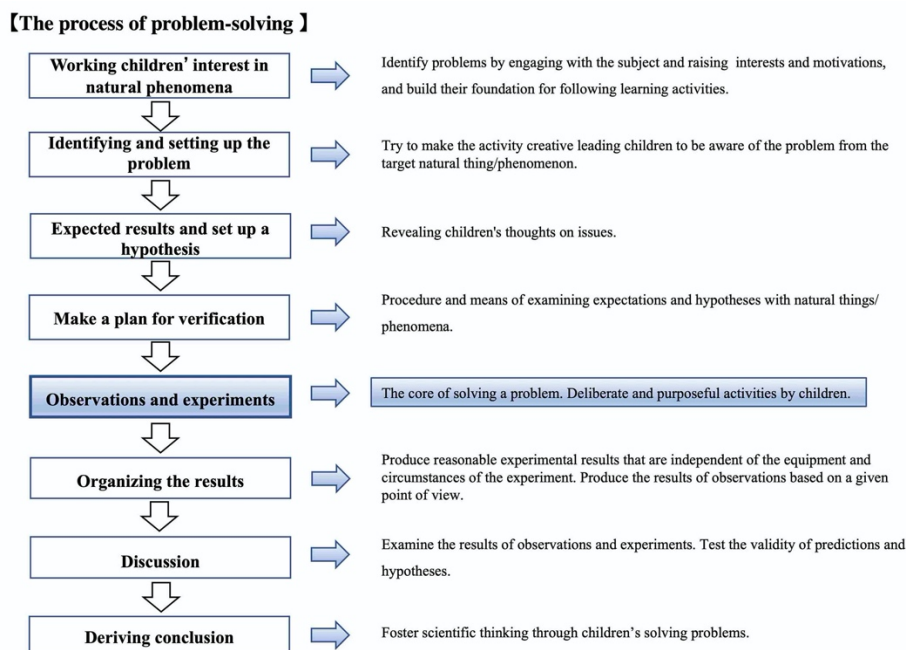 【The process of problem-solving 】
Working children’ interest in
natural phenomena
Identify problems by engaging with the subject and raising interests and motivations,
and build their foundation for following learning activities.
Identifying and setting up the
problem
Try to make the activity creative leading children to be aware of the problem from the
target natural thing/phenomenon.
Expected results and set up a
hypothesis
Revealing children's thoughts on issues.
Make a plan for verification
Procedure and means of examining expectations and hypotheses with natural things/
phenomena.
Observations and experiments
The core of solving a problem. Deliberate and purposeful activities by children.
Organizing the results
Produce reasonable experimental results that are independent of the equipment and
circumstances of the experiment. Produce the results of observations based on a given
point of view.
Discussion
Examine the results of observations and experiments. Test the validity of predictions and
hypotheses.
Deriving conclusion
Foster scientific thinking through children’s solving problems.